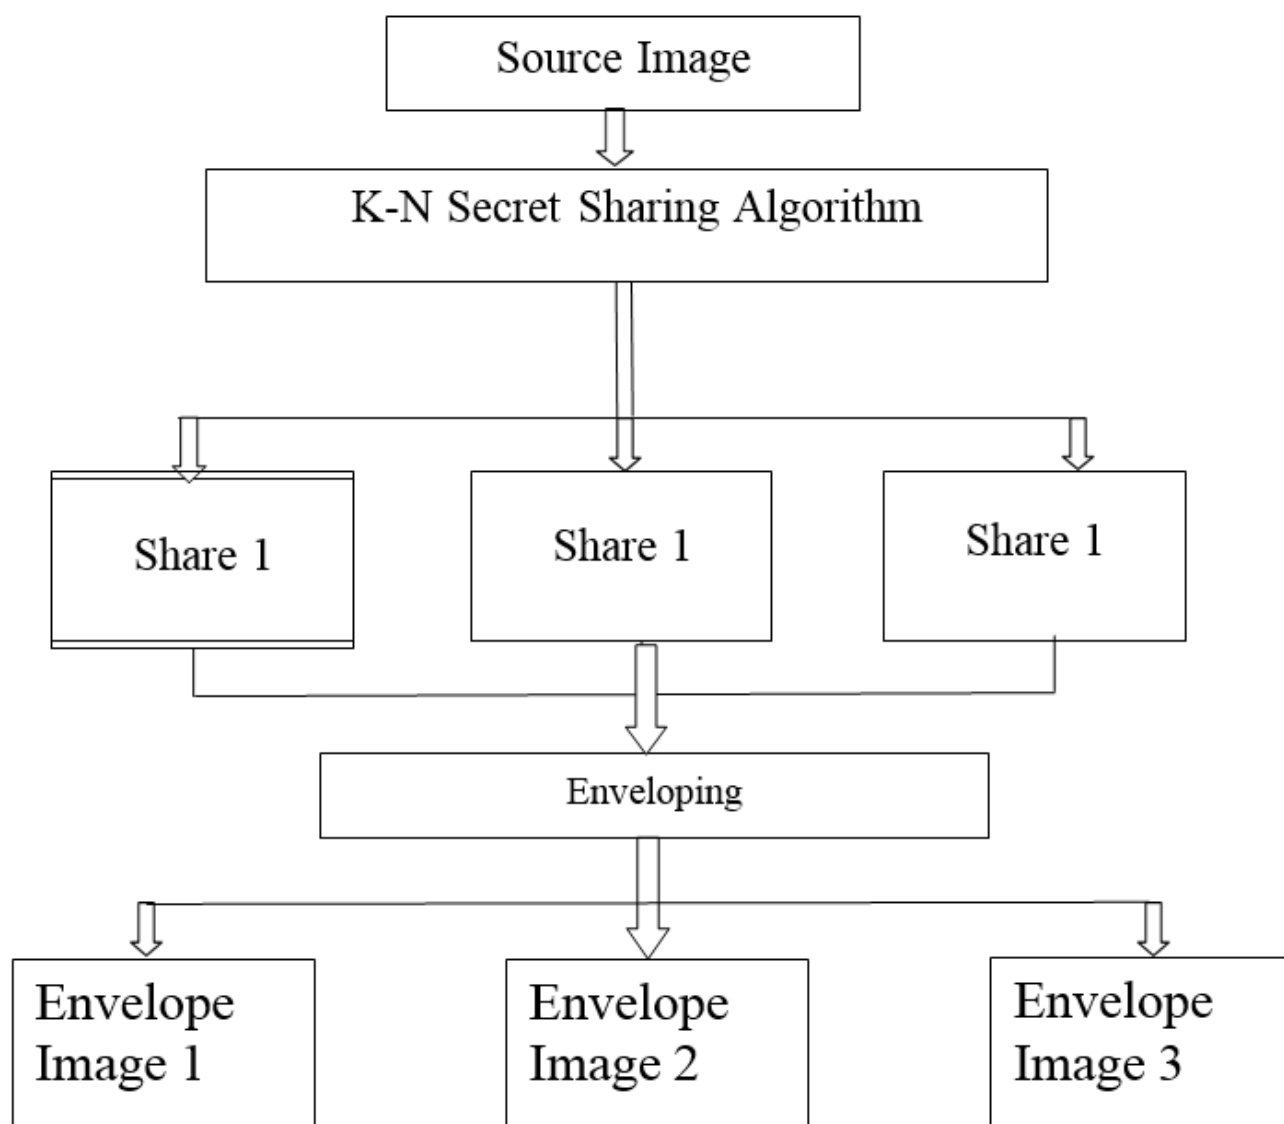 Source Image
K-N Secret Sharing Algorithm
Share 1
Share 1
Share 1
Enveloping
Envelope
Image 1
Envelope
Image 2
Envelope
Image 3